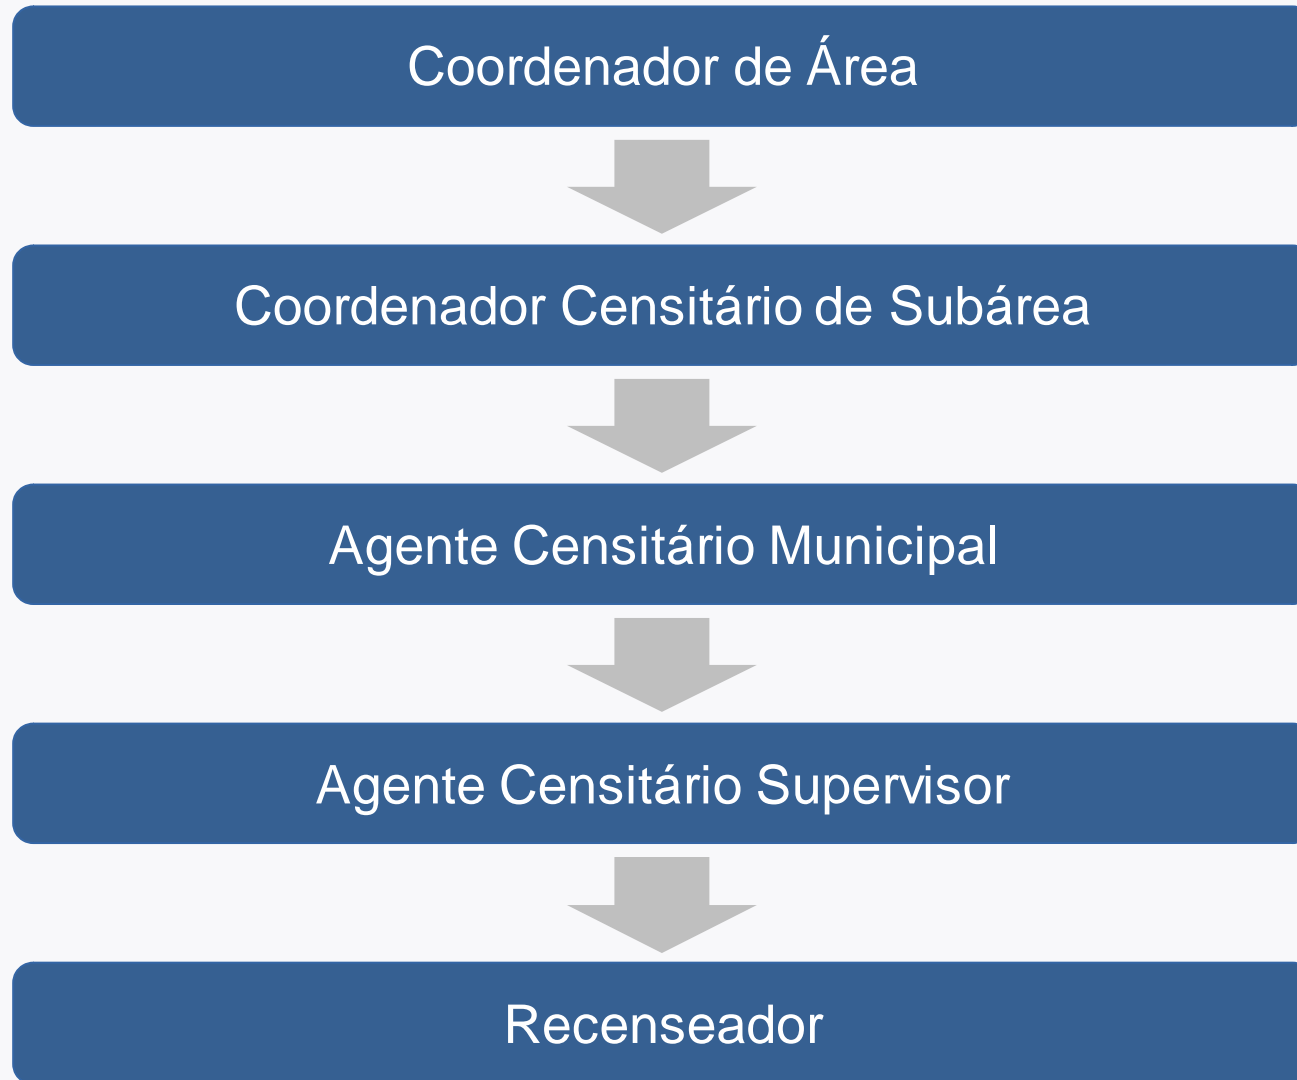 Coordenador de Área
Coordenador Censitário de Subárea
Agente Censitário Municipal
Agente Censitário Supervisor
Recenseador